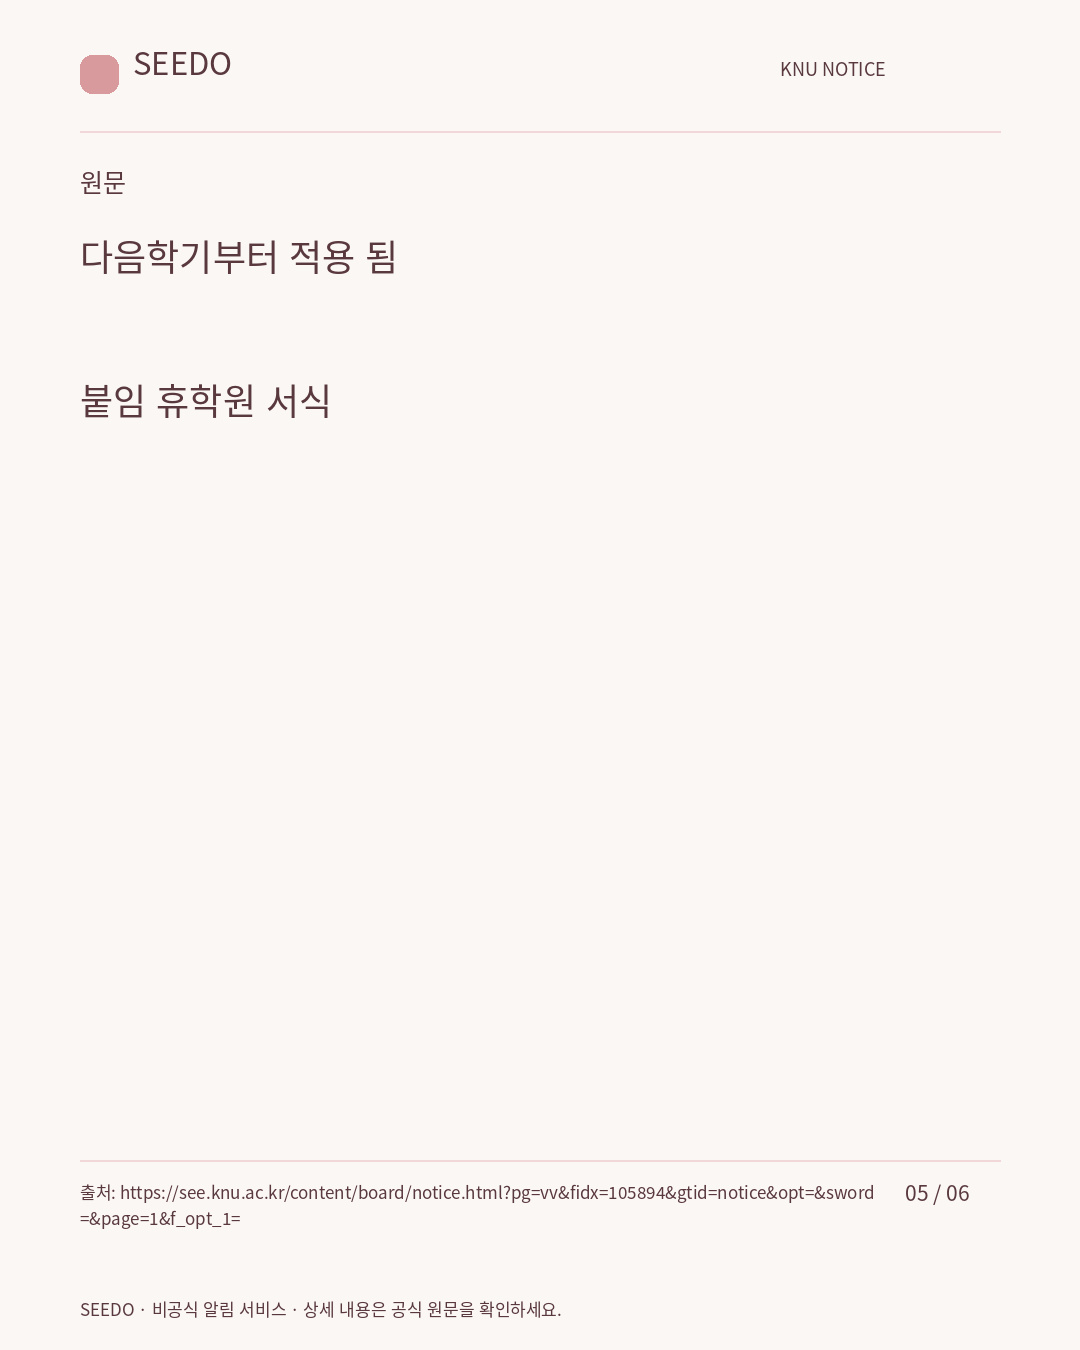 SEEDO
KNU NOTICE
원문
다음학기부터 적용 됨
붙임 휴학원 서식
출처: https://see.knu.ac.kr/content/board/notice.html?pg=vv&fidx=105894&gtid=notice&opt=&sword
=&page=1&f_opt_1=
05 / 06
SEEDO · 비공식 알림 서비스 · 상세 내용은 공식 원문을 확인하세요.